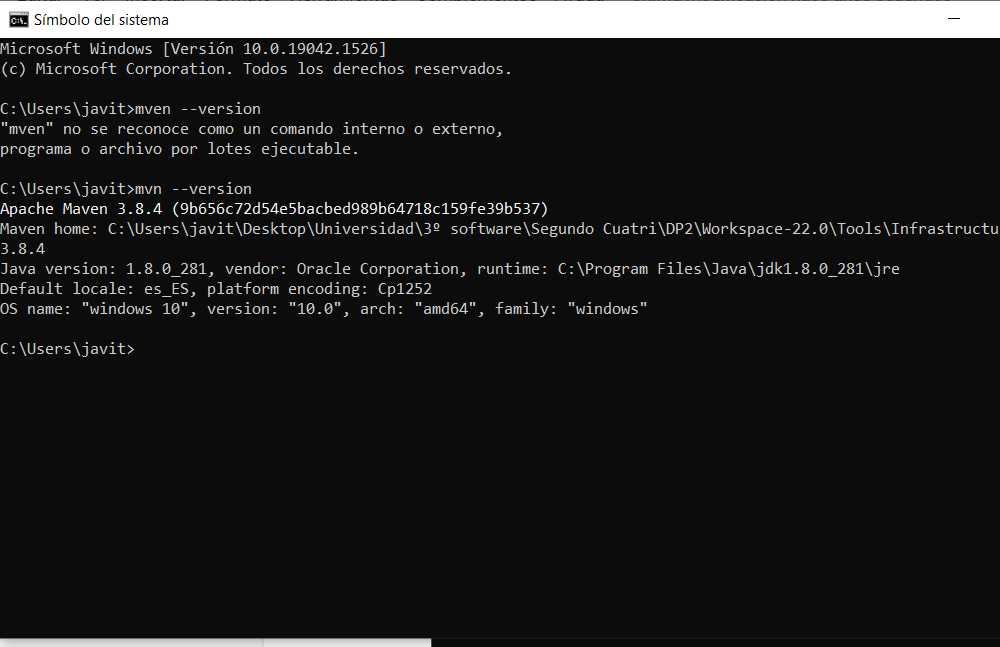 Símbolo del sistema
Microsoft Windows [Versión 10.0.19042.1526]
(c) Microsoft Corporation. Todos los derechos reservados.
C:\Users\javit>mven --version
"mven" no se reconoce como un comando interno o externo,
programa o archivo por lotes ejecutable.
C:\Users\javit>mvn --version
Apache Maven 3.8.4 (9b656c72d54e5bacbed989b64718c159fe39b537)
Maven home: C:\Users\javit\Desktop\Universidad\3º software\Segundo Cuatri\DP2\Workspace-22.0\Tools\Infrastructu
3.8.4
Java version: 1.8.0_281, vendor: Oracle Corporation, runtime: C:\Program Files\Java\jdk1.8.0_281\jre
Default locale: es_ES, platform encoding: Cp1252
OS name: "windows 10", version: "10.0", arch: "amd64", family: "windows"
C:\Users\javit>